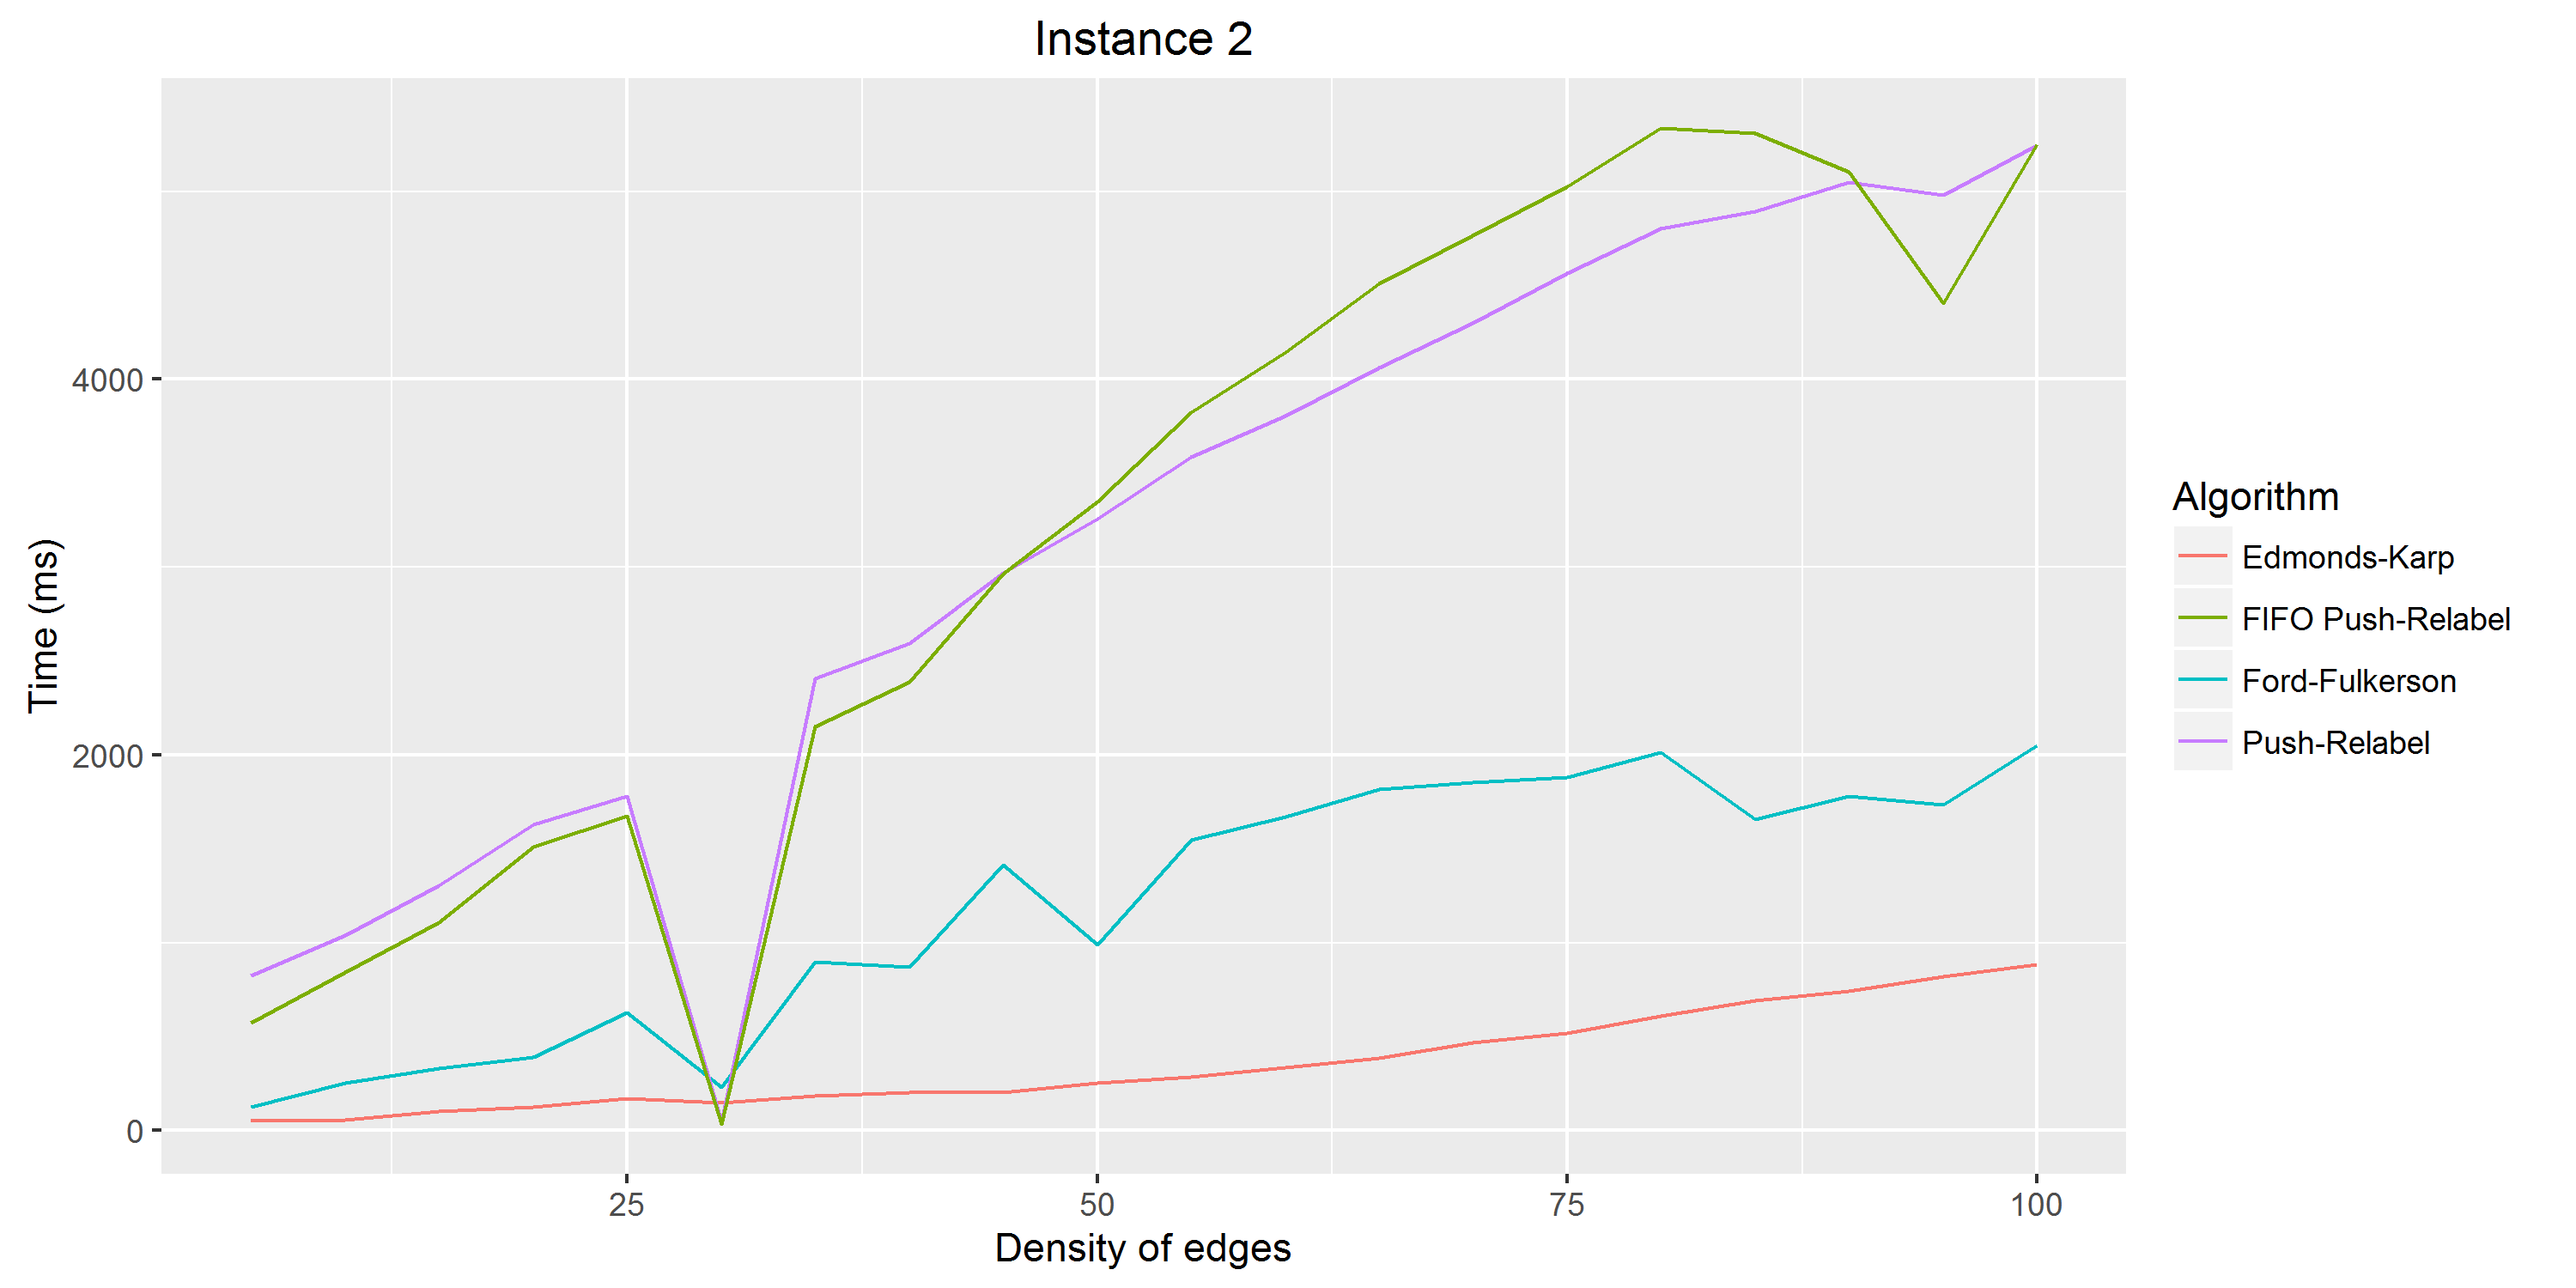 Instance 2
Time (ms)
4000
2000
0
25 50 75 100
Density of edges
Algorithm
Edmonds-Karp
FIFO Push-Relabel
Ford-Fulkerson
Push-Relabel